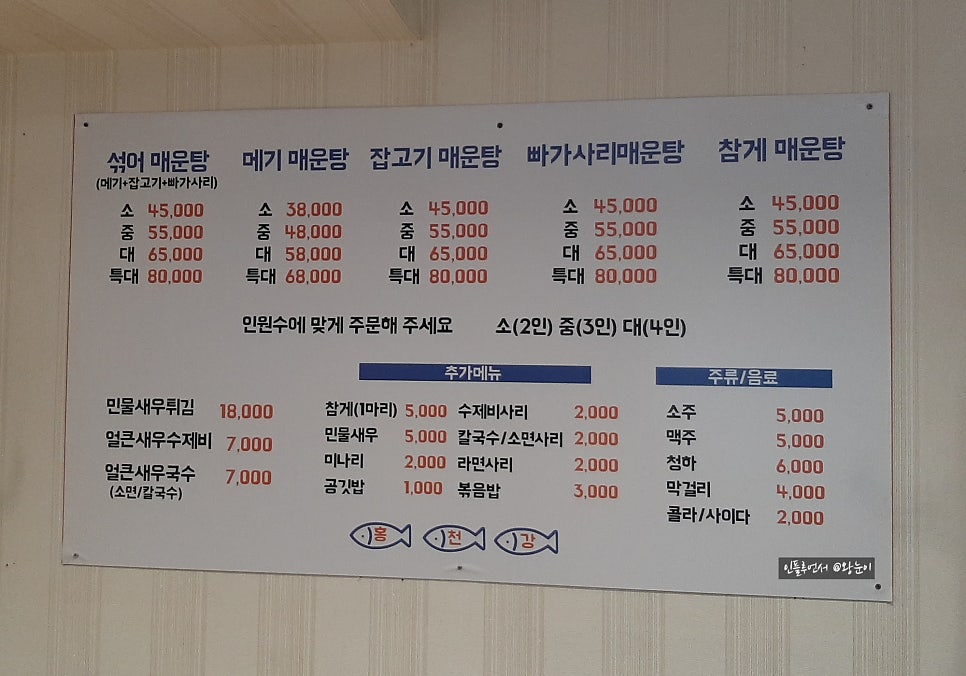 섞어 매운탕
(메기+잡고기+빠가사리)
소 45,000
중 55,000
대 65,000
특대 80,000
메기 매운탕
소 38,000
중 48,000
대 58,000
특대 68,000
잡고기 매운탕
소 45,000
중 55,000
대 65,000
특대 80,000
빠가사리매운탕
소 45,000
중 55,000
대 65,000
특대 80,000
참게 매운탕
소 45,000
중 55,000
대 65,000
특대 80,000
인원수에 맞게 주문해 주세요 소(2인) 중(3인) 대(4인)
민물새우튀김 18,000
얼큰새우수제비 7,000
얼큰새우국수 7,000
(소면/칼국수)
추가메뉴
참게(1마리) 5,000 수제비사리 2,000
민물새우 5,000 칼국수/소면사리 2,000
미나리 2,000 라면사리 2,000
공깃밥 1,000 볶음밥 3,000
주류/음료
소주 5,000
맥주 5,000
청하 6,000
막걸리 4,000
콜라/사이다 2,000
홍 천 강
인플루언서 @왕눈이